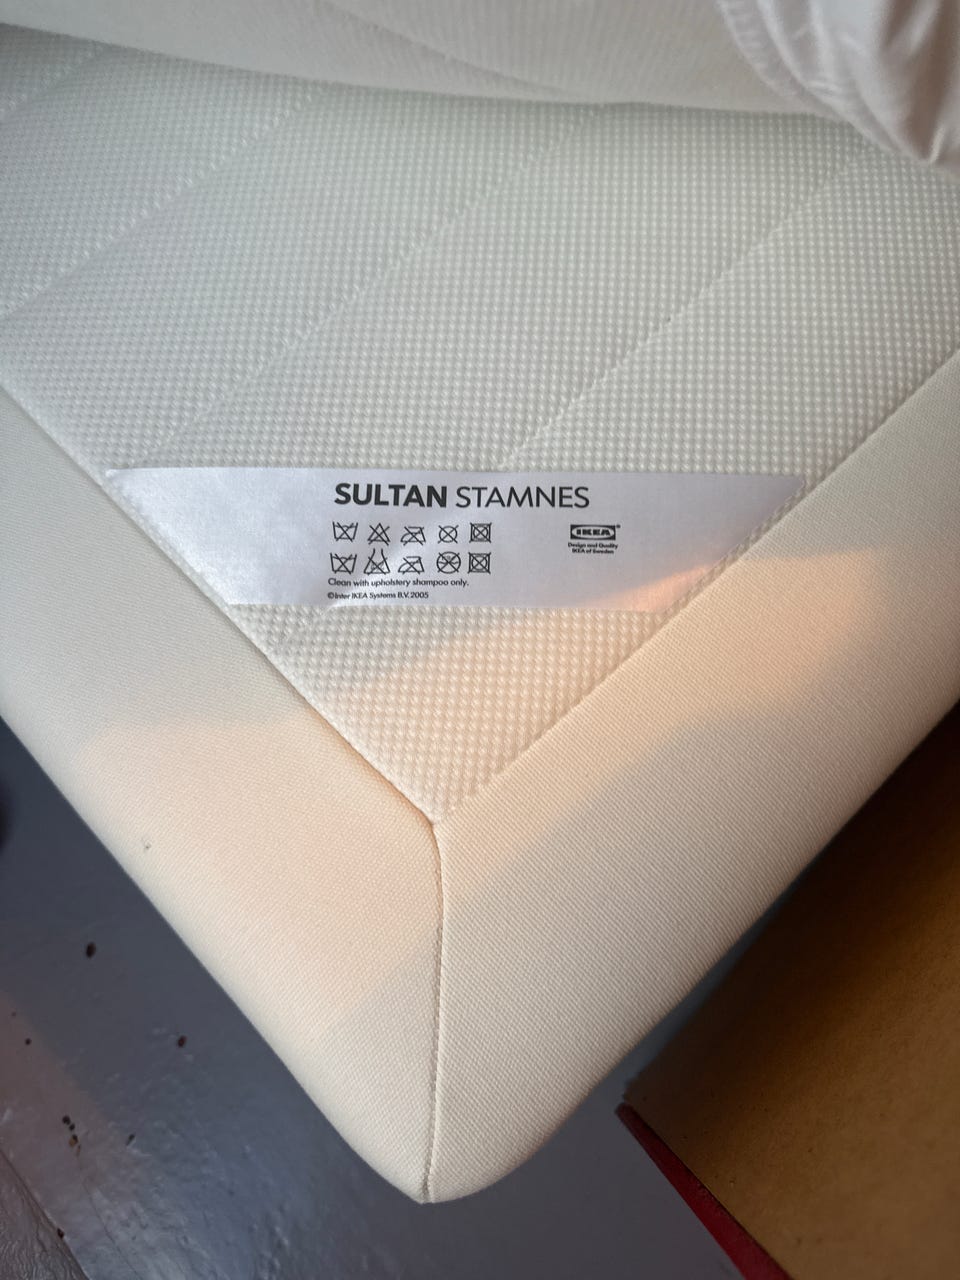 SULTAN STAMNES
IKEA®
Design and Quality
IKEA of Sweden
Clean with upholstery shampoo only.
©Inter IKEA Systems B.V. 2005